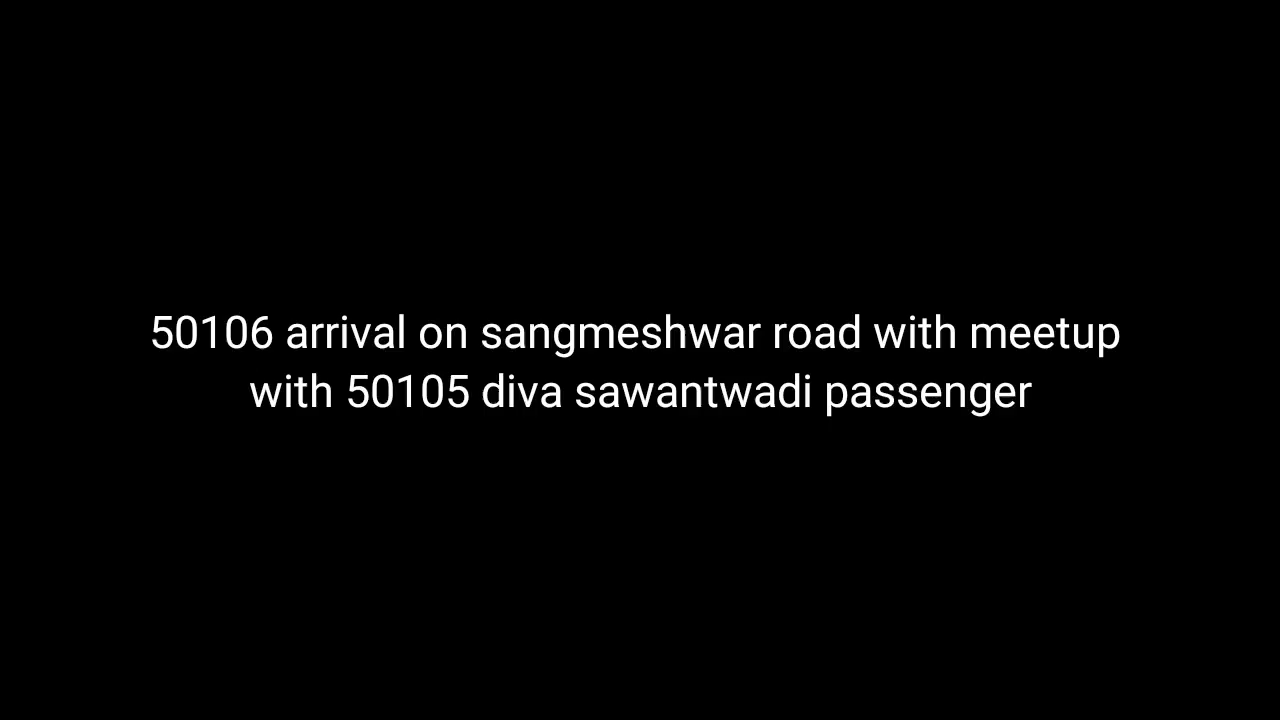 50106 arrival on sangmeshwar road with meetup
with 50105 diva sawantwadi passenger